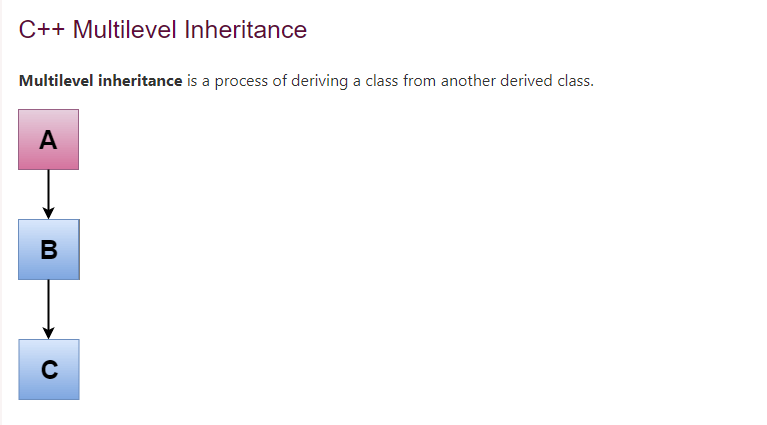 C++ Multilevel Inheritance
Multilevel inheritance is a process of deriving a class from another derived class.
A
B
C